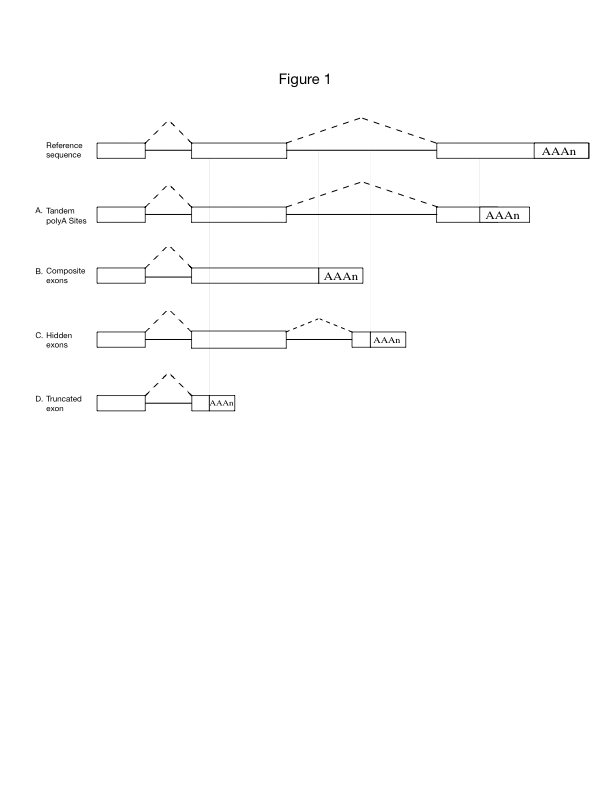 Figure 1
Reference
sequence
AAAn
A. Tandem
polyA Sites
AAAn
B. Composite
exons
AAAn
C. Hidden
exons
AAAn
D. Truncated
exon
AAAn